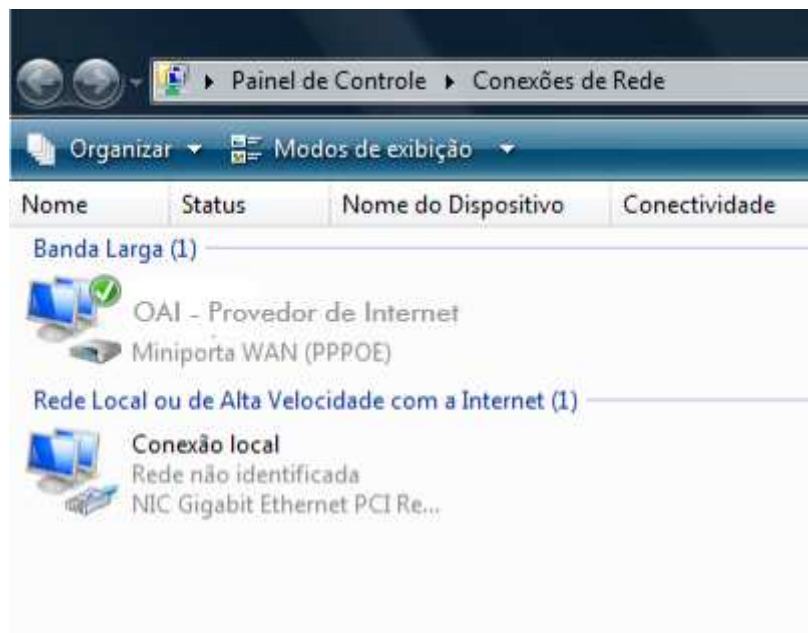 Painel de Controle Conexões de Rede
Organizar Modos de exibição
Nome Status Nome do Dispositivo Conectividade
Banda Larga (1)
OAI - Provedor de Internet
Miniporta WAN (PPPOE)
Rede Local ou de Alta Velocidade com a Internet (1)
Conexão local
Rede não identificada
NIC Gigabit Ethernet PCI Re...